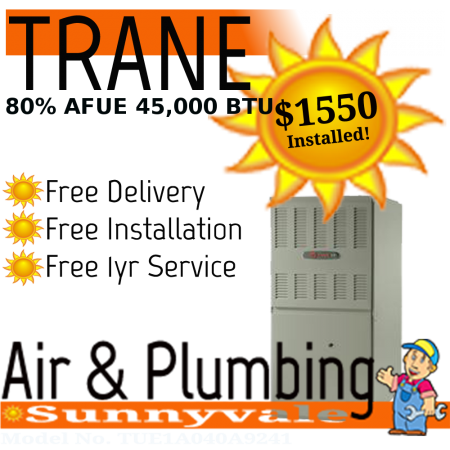 TRANE
80% AFUE 45,000 BTU
$1550
Installed!
Free Delivery
Free Installation
Free 1yr Service
Air & Plumbing
Sunnyvale
Model No. TUE1A040A9241